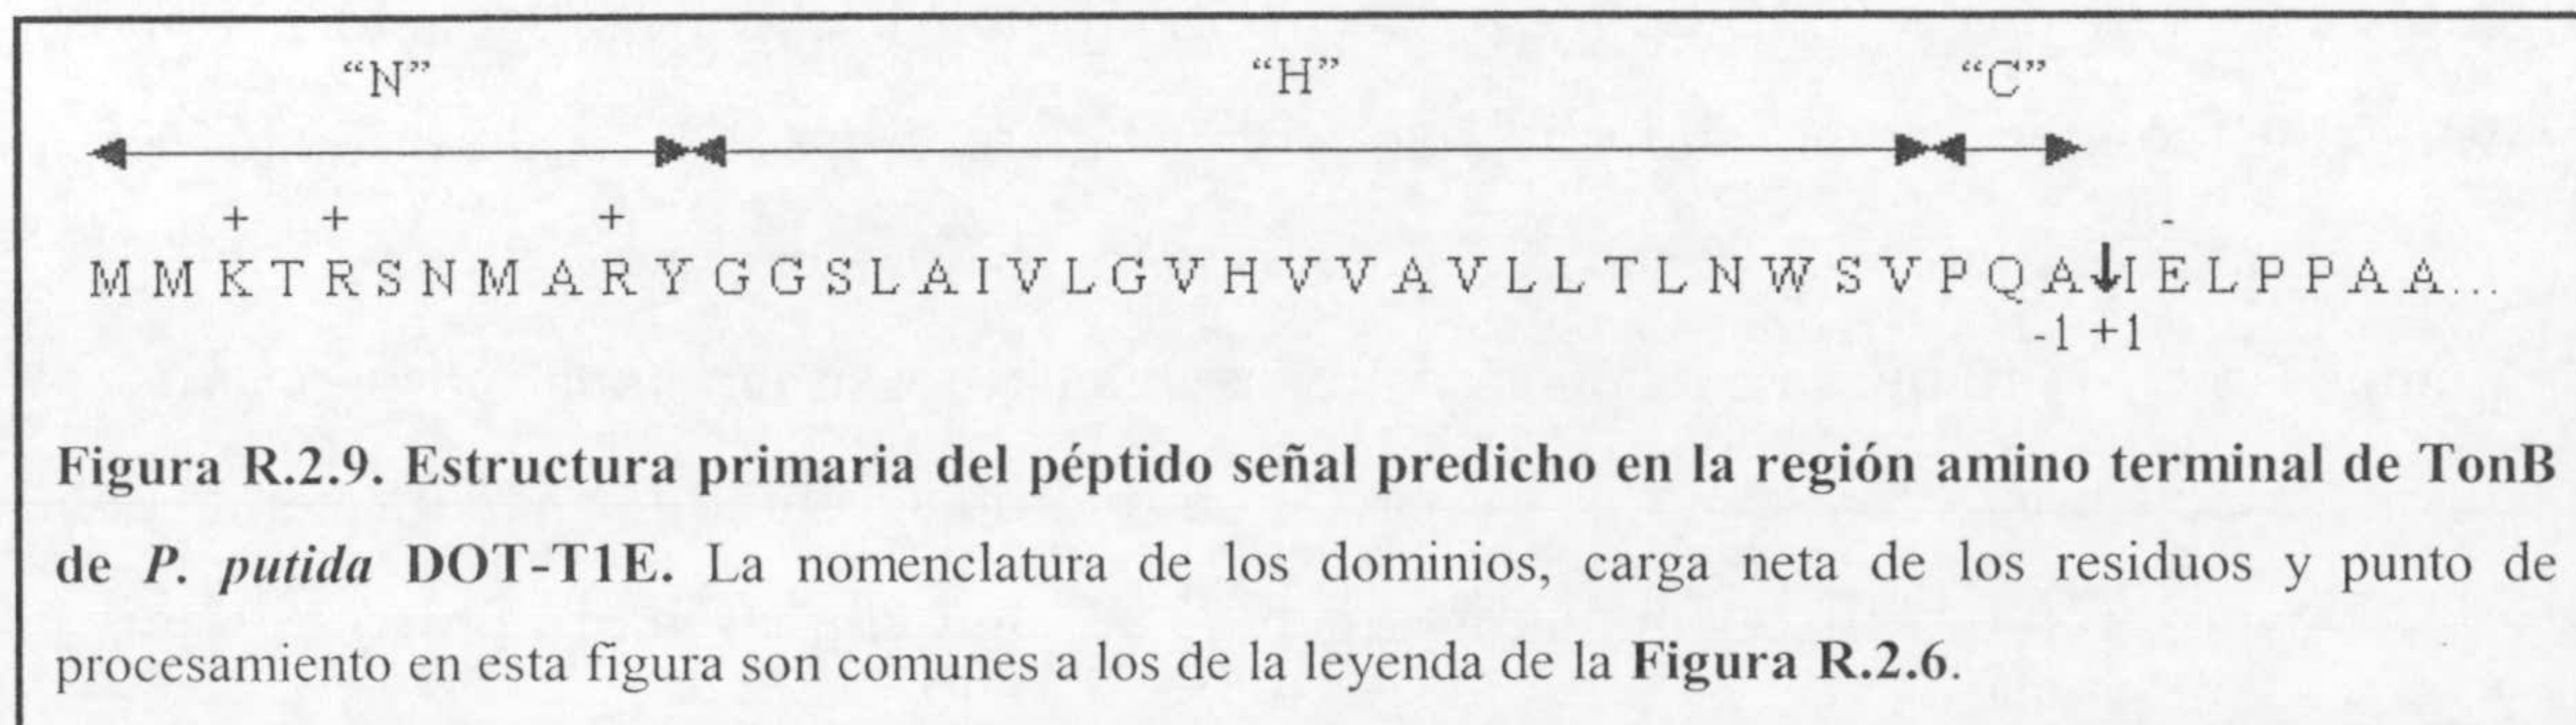 “N” “H” “C”
+ + + -
M M K T R S N M A R Y G G S L A I V L G V H V V A V L L T L N W S V P Q A↓I E L P P A A...
-1 +1
Figura R.2.9. Estructura primaria del péptido señal predicho en la región amino terminal de TonB
de P. putida DOT-T1E. La nomenclatura de los dominios, carga neta de los residuos y punto de
procesamiento en esta figura son comunes a los de la leyenda de la Figura R.2.6.